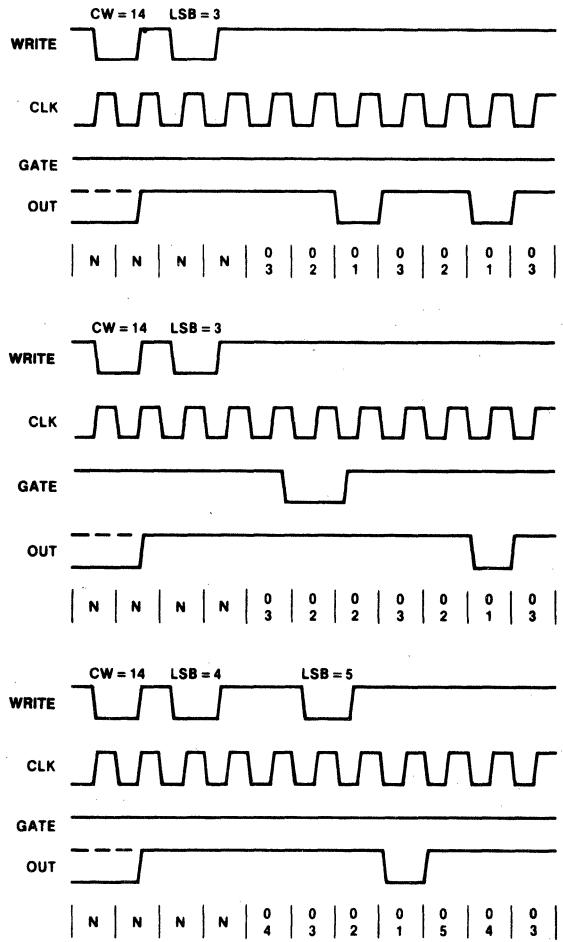 CW = 14 LSB = 3
WRITE
CLK
GATE
OUT
N N N N 0 0 0 0 0 0 0
3 2 1 3 2 1 3
CW = 14 LSB = 3
WRITE
CLK
GATE
OUT
N N N N 0 0 0 0 0 0 0
3 2 2 3 2 1 3
CW = 14 LSB = 4 LSB = 5
WRITE
CLK
GATE
OUT
N N N N 0 0 0 0 0 0 0
4 3 2 1 5 4 3